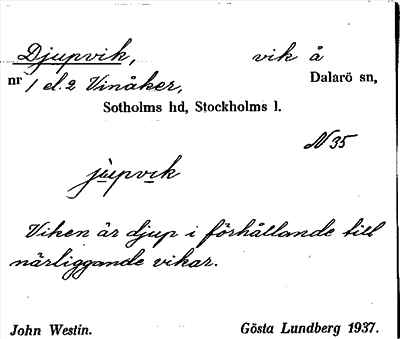 Djupvik, vik å
nr 1 el. 2 Vinåker, Dalarö sn,
Sotholms hd, Stockholms l.
N 35
jùpvik
Viken är djup i förhållande till
närliggande vikar.
John Westin. Gösta Lundberg 1937.